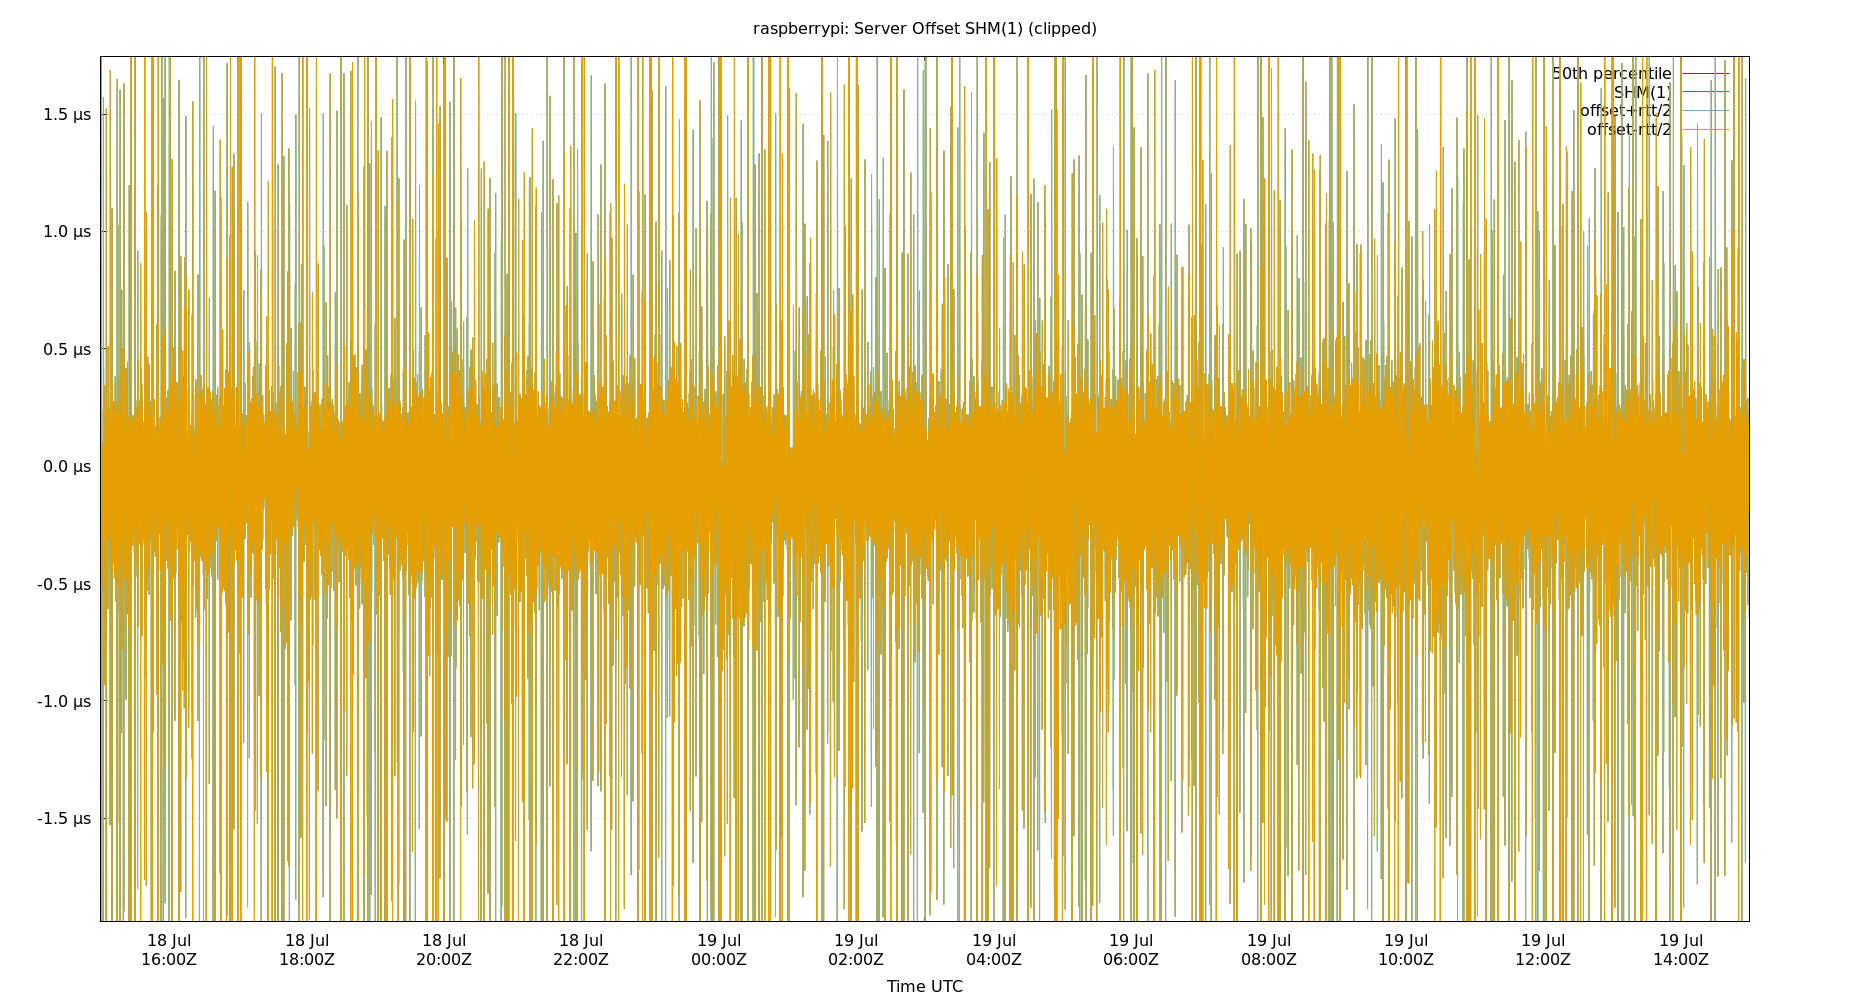 raspberrypi: Server Offset SHM(1) (clipped)
50th percentile
SHM(1)
offset+rtt/2
offset-rtt/2
1.5 µs
1.0 µs
0.5 µs
0.0 µs
-0.5 µs
-1.0 µs
-1.5 µs
18 Jul 18 Jul 18 Jul 18 Jul 19 Jul 19 Jul 19 Jul 19 Jul 19 Jul 19 Jul 19 Jul 19 Jul
16:00Z 18:00Z 20:00Z 22:00Z 00:00Z 02:00Z 04:00Z 06:00Z 08:00Z 10:00Z 12:00Z 14:00Z
Time UTC